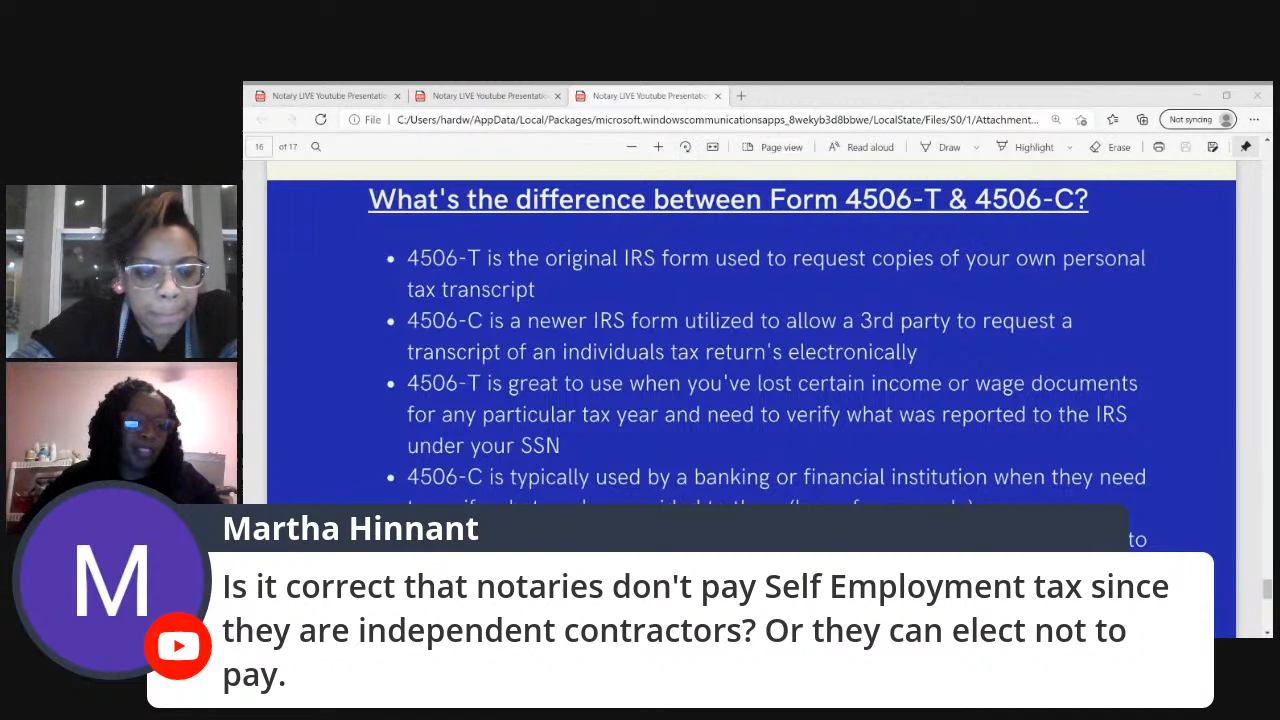 Notary LIVE Youtube Presentatio
Notary LIVE Youtube Presentatio
Notary LIVE Youtube Presentatio
File
C:/Users/hardw/AppData/Local/Packages/microsoft.windowscommunicationsapps_8wekyb3d8bbwe/LocalState/Files/S0/1/Attachment...
Not syncing
16 of 17
Page view
Read aloud
Draw
Highlight
Erase
What's the difference between Form 4506-T & 4506-C?
• 4506-T is the original IRS form used to request copies of your own personal
tax transcript
• 4506-C is a newer IRS form utilized to allow a 3rd party to request a
transcript of an individuals tax return's electronically
• 4506-T is great to use when you've lost certain income or wage documents
for any particular tax year and need to verify what was reported to the IRS
under your SSN
• 4506-C is typically used by a banking or financial institution when they need
to
M
Martha Hinnant
Is it correct that notaries don't pay Self Employment tax since
they are independent contractors? Or they can elect not to
pay.